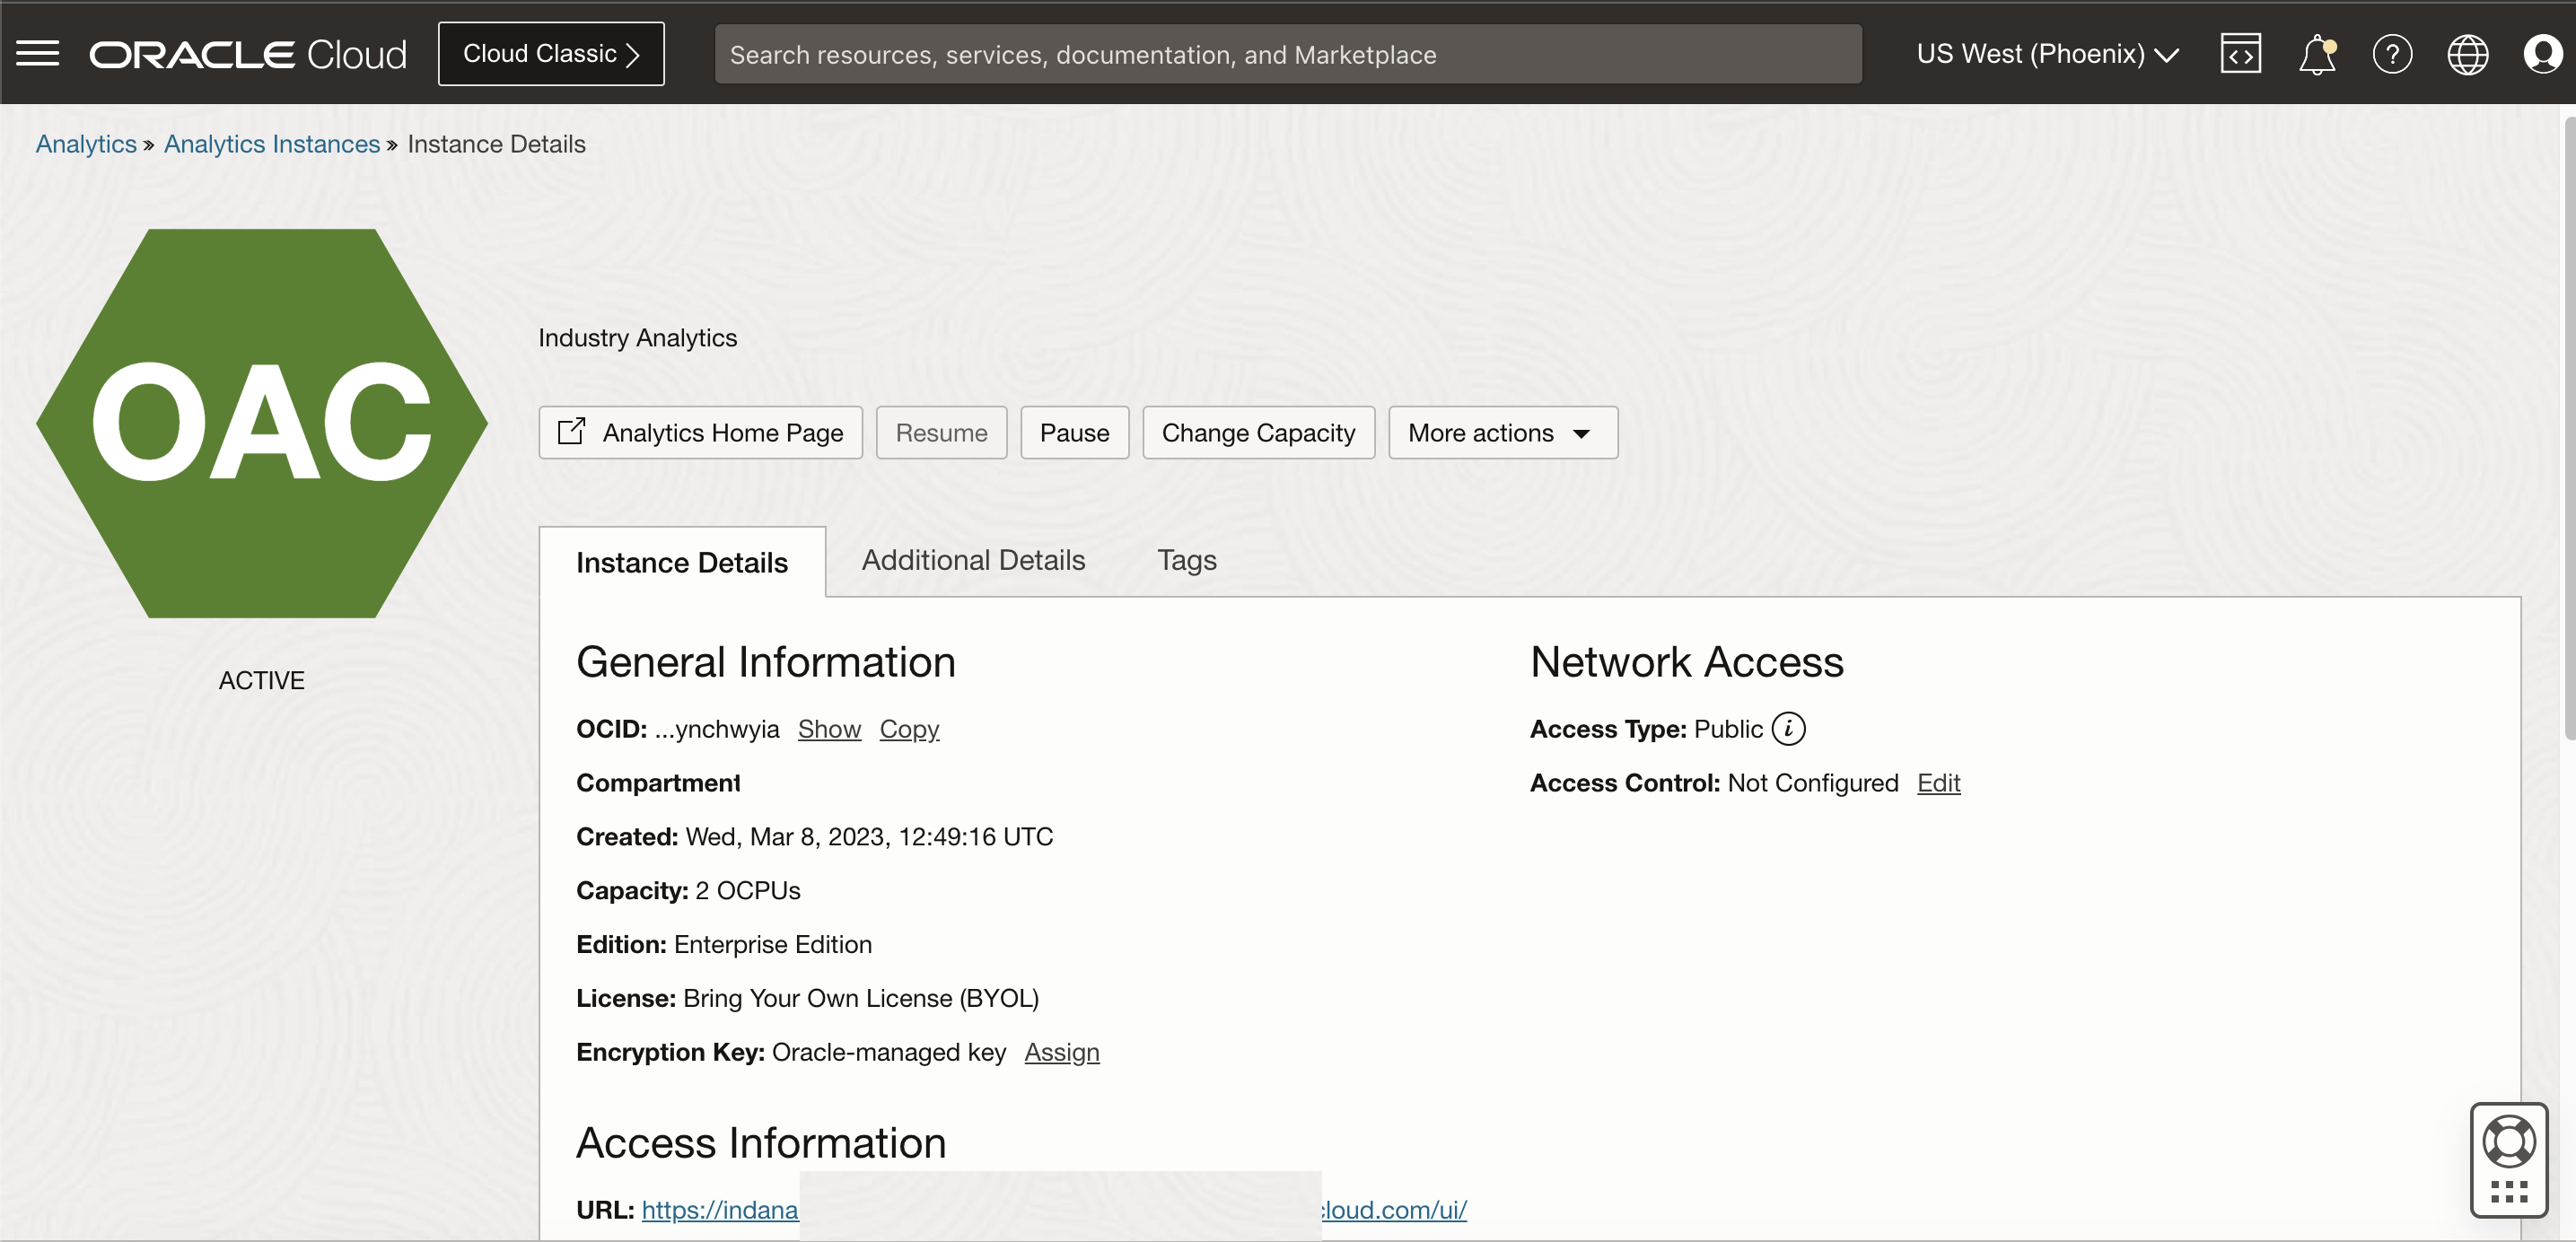 ORACLE Cloud
Cloud Classic
Search resources, services, documentation, and Marketplace
US West (Phoenix)
Analytics » Analytics Instances » Instance Details
OAC
ACTIVE
Industry Analytics
Analytics Home Page
Resume
Pause
Change Capacity
More actions
Instance Details
Additional Details
Tags
General Information
OCID: ...ynchwyia Show Copy
Compartment
Created: Wed, Mar 8, 2023, 12:49:16 UTC
Capacity: 2 OCPUs
Edition: Enterprise Edition
License: Bring Your Own License (BYOL)
Encryption Key: Oracle-managed key Assign
Network Access
Access Type: Public
Access Control: Not Configured Edit
Access Information
URL: https://indana cloud.com/ui/